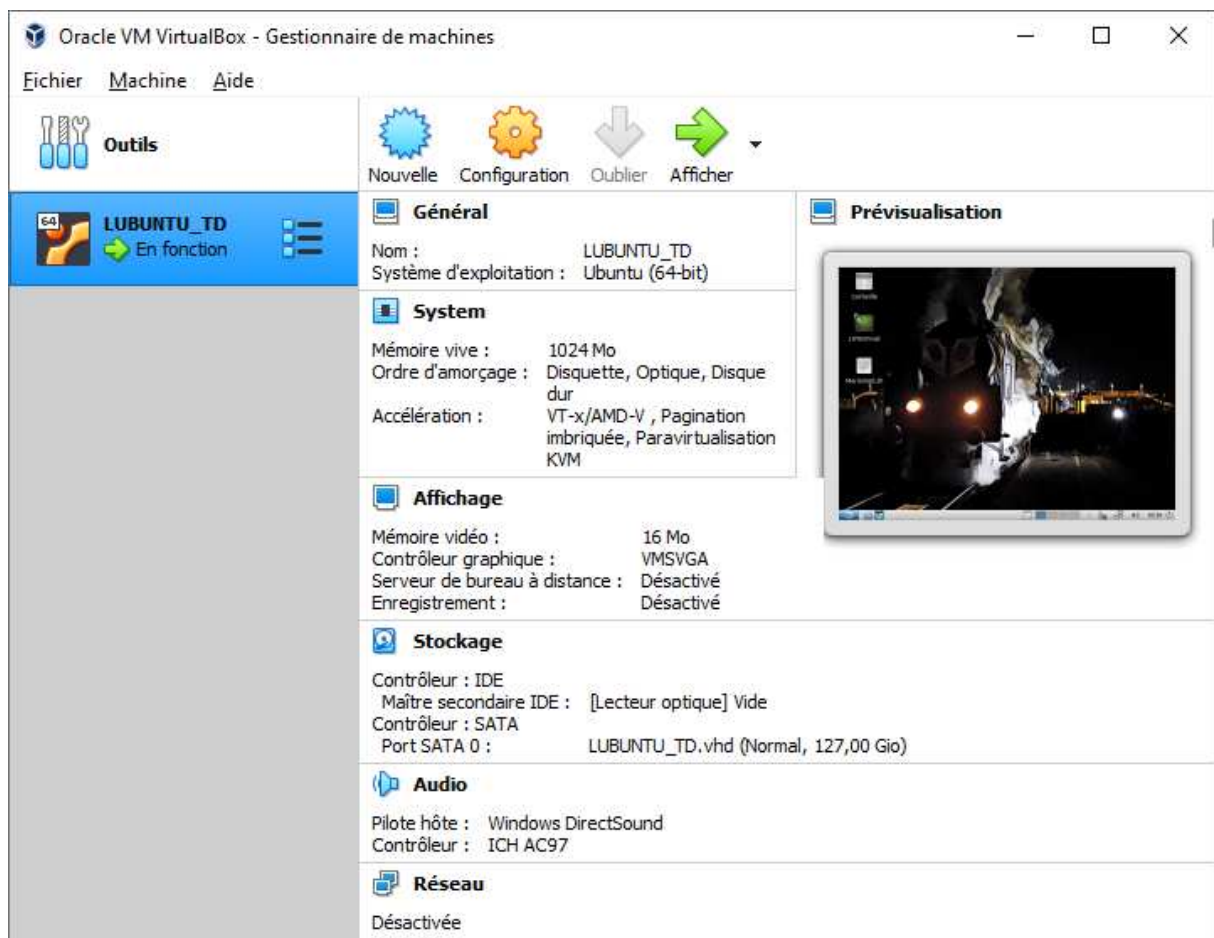 Oracle VM VirtualBox - Gestionnaire de machines
Fichier Machine Aide
Outils
Nouvelle Configuration Oublier Afficher
64
LUBUNTU_TD
En fonction
Général
Nom : LUBUNTU_TD
Système d'exploitation : Ubuntu (64-bit)
Prévisualisation
System
Mémoire vive : 1024 Mo
Ordre d'amorçage : Disquette, Optique, Disque
dur
Accélération : VT-x/AMD-V , Pagination
imbriquée, Paravirtualisation
KVM
Affichage
Mémoire vidéo : 16 Mo
Contrôleur graphique : VMSVGA
Serveur de bureau à distance : Désactivé
Enregistrement : Désactivé
Stockage
Contrôleur : IDE
Maître secondaire IDE : [Lecteur optique] Vide
Contrôleur : SATA
Port SATA 0 : LUBUNTU_TD.vhd (Normal, 127,00 Gio)
Audio
Pilote hôte : Windows DirectSound
Contrôleur : ICH AC97
Réseau
Désactivée